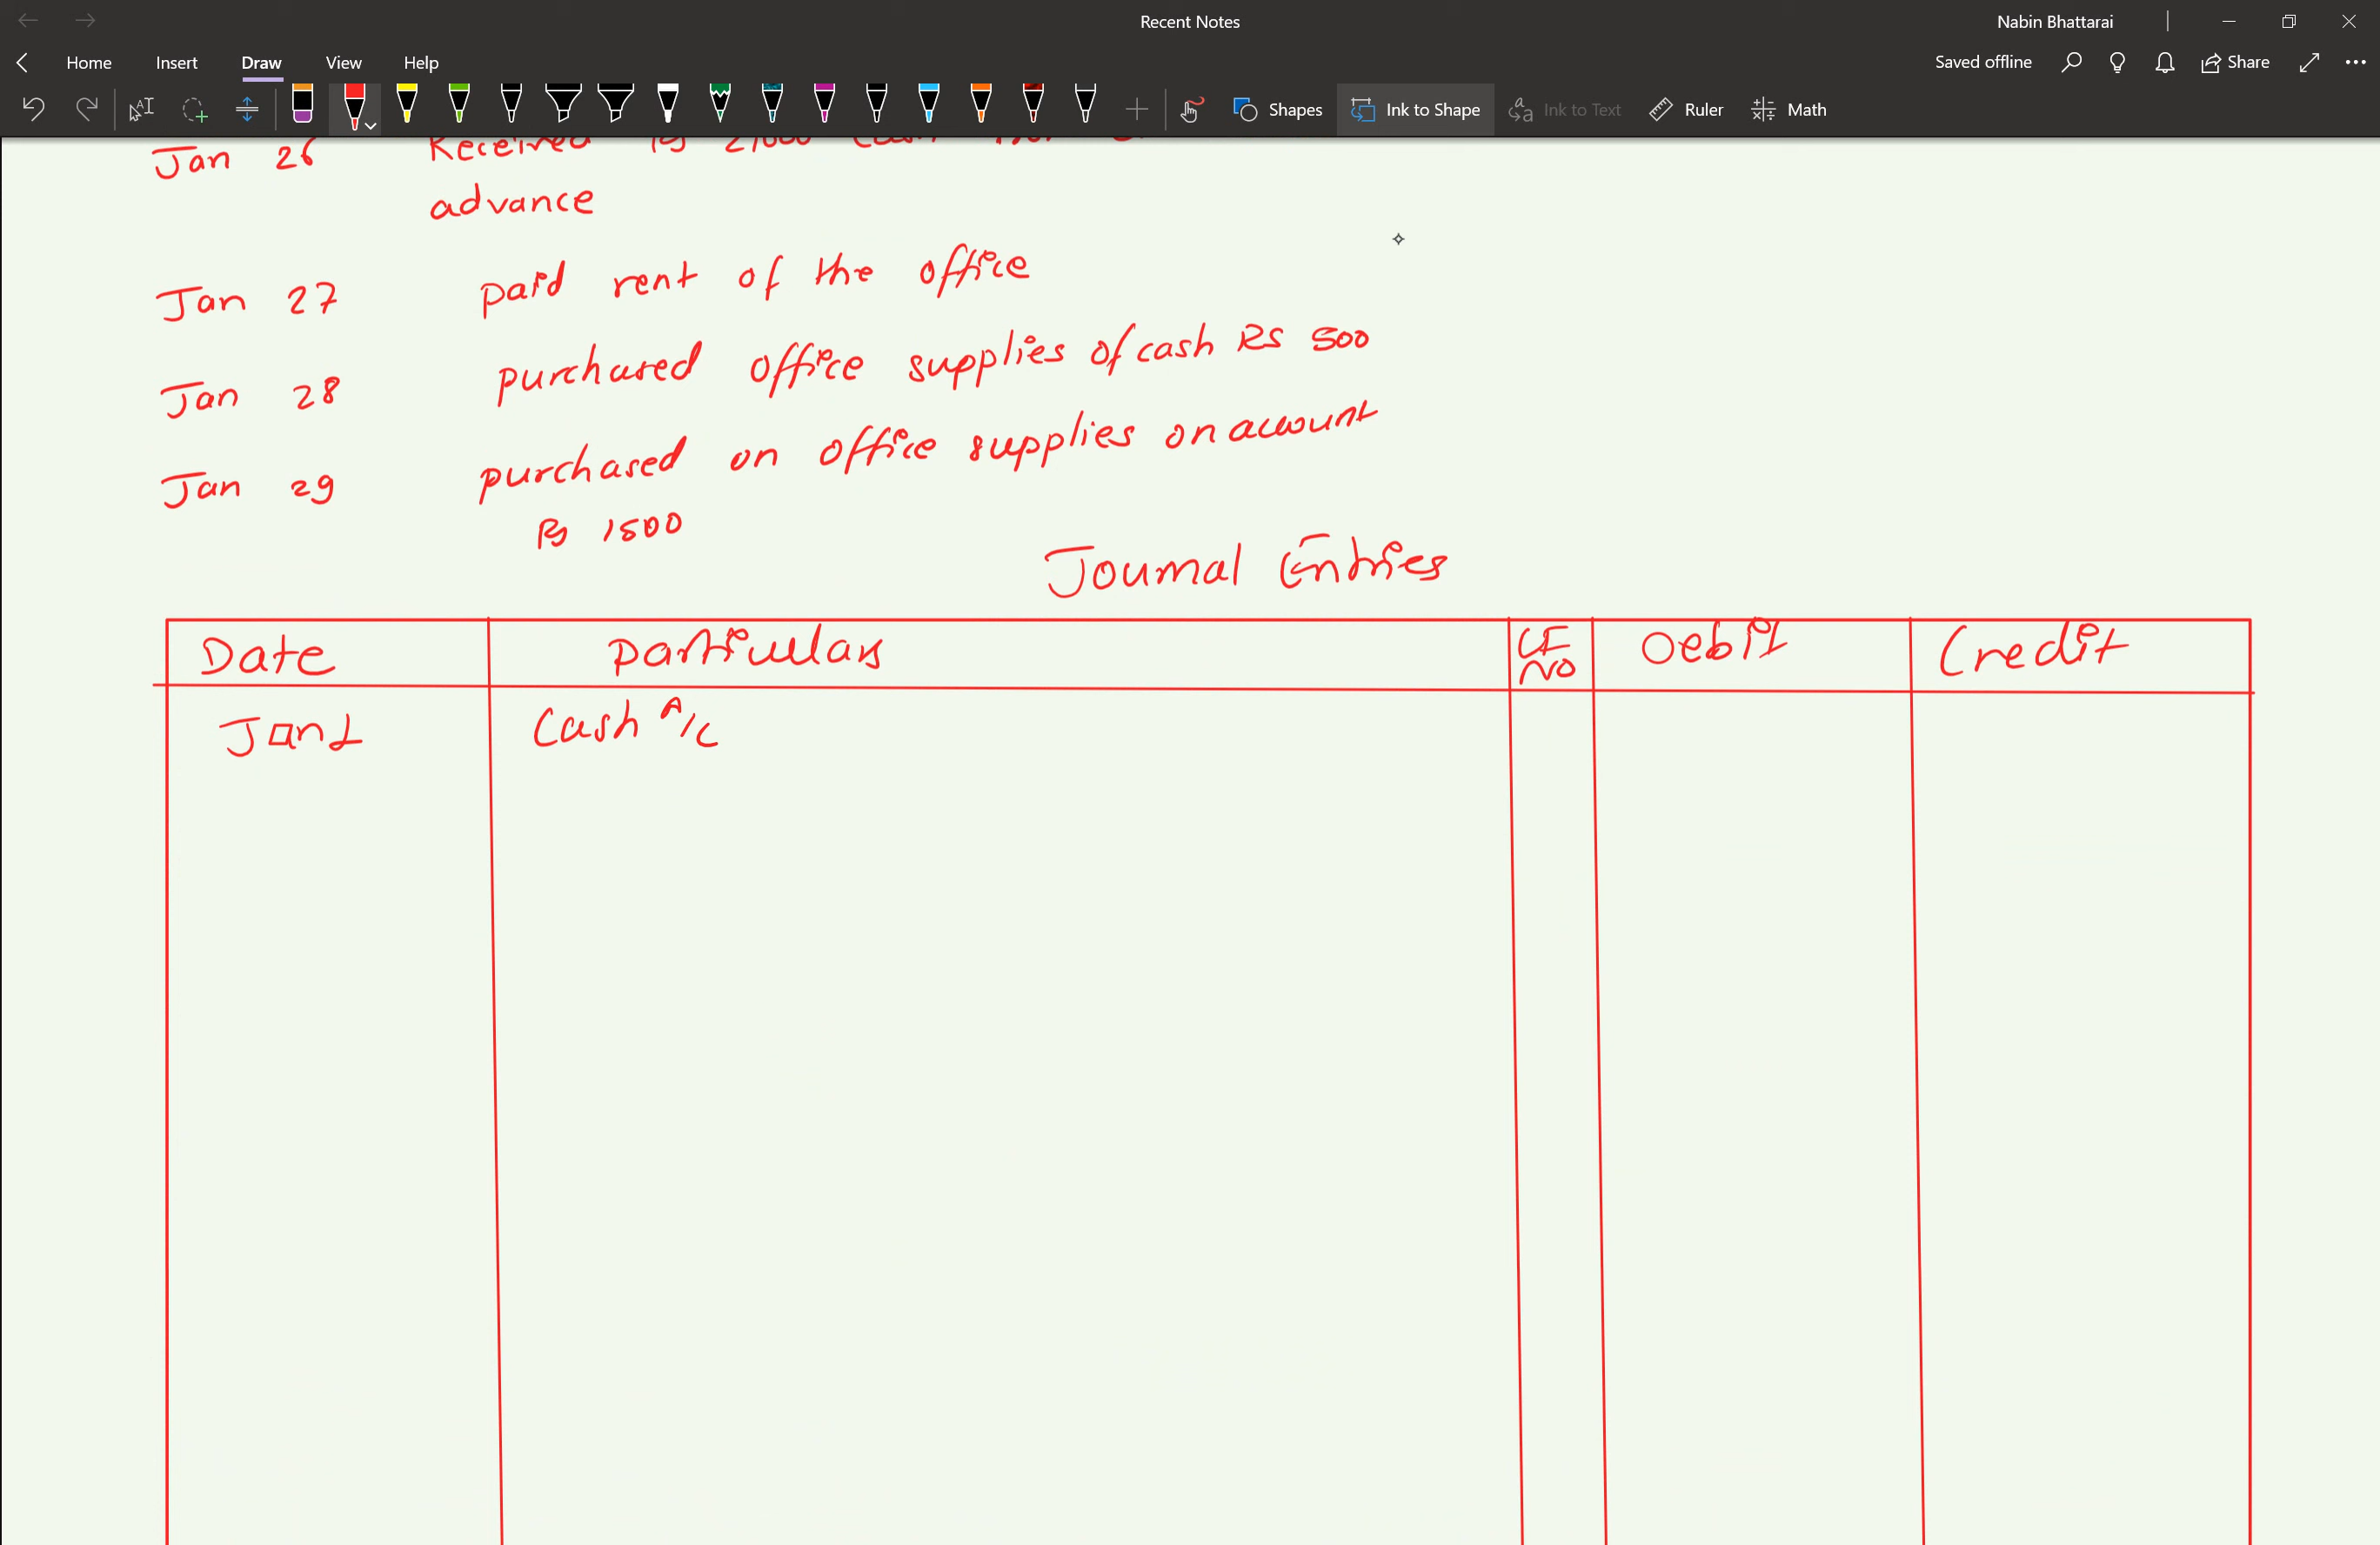 Recent Notes
Nabin Bhattarai
Home Insert Draw View Help
Saved offline
Share
Shapes
Ink to Shape
Ink to Text
Ruler
Math
Jan 26 Received Rs
advance
Jan 27 paid rent of the office
Jan 28 purchased office supplies of cash Rs 500
Jan 29 purchased on office supplies on account
Rs 1500
Journal Entries
Date Particulars LF No Debit Credit
Jan 1 Cash A/c